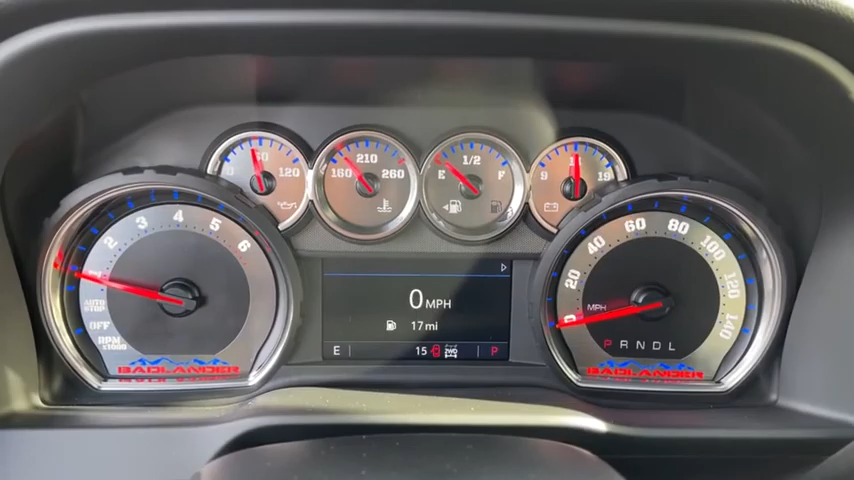 120
210
160 260
1/2
E F
9 19
1 2 3 4 5 6
AUTO
STOP
OFF
RPM
x1000
BADLANDER
0 MPH
17 mi
E 15 2WD P
0 20 40 60 80 100 120 140
MPH
P R N D L
BADLANDER